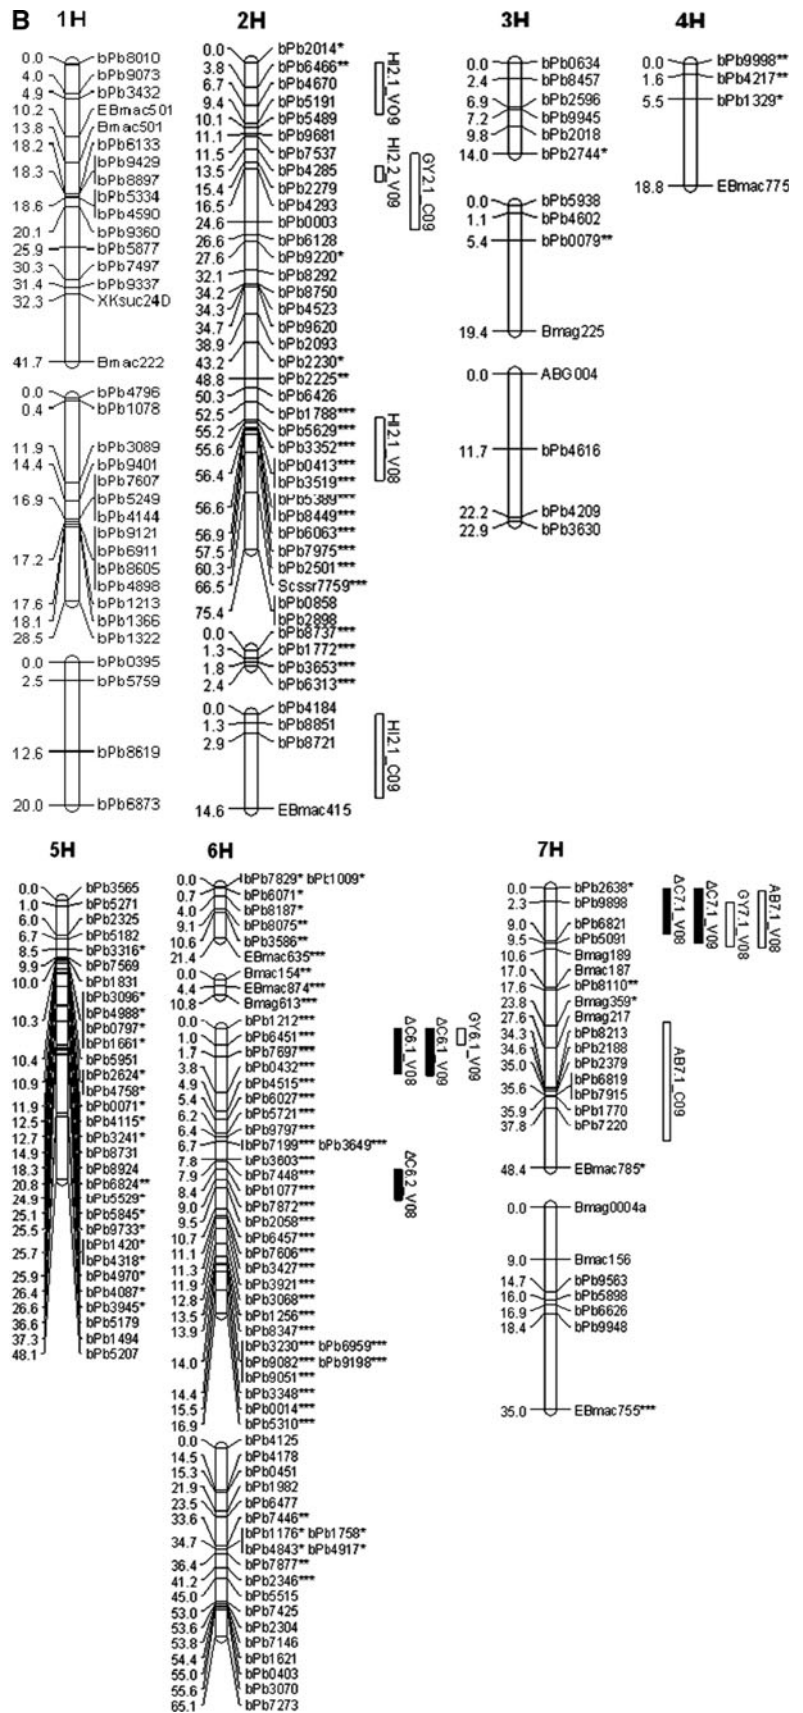 B
1H
0.0 bPb8010
4.0 bPb9073
4.9 bPb3432
10.2 EBmac501
13.8 Bmac501
18.2 bPb6133
bPb9429
18.3 bPb8897
bPb5334
18.6 bPb4590
20.1 bPb9360
25.9 bPb5877
30.3 bPb7497
31.4 bPb9337
32.3 XKsuc24D
41.7 Bmac222
0.0 bPb4796
0.4 bPb1078
11.9 bPb3089
14.4 bPb9401
bPb7607
16.9 bPb5249
bPb4144
bPb9121
bPb6911
17.2 bPb8605
bPb4898
17.6 bPb1213
18.1 bPb1366
28.5 bPb1322
0.0 bPb0395
2.5 bPb5759
12.6 bPb8619
20.0 bPb6873
2H
0.0 bPb2014*
3.8 bPb6466**
6.7 bPb4670
9.4 bPb5191
10.1 bPb5489
11.1 bPb9681
11.5 bPb7537
13.5 bPb4285
15.4 bPb2279
16.5 bPb4293
24.6 bPb0003
26.6 bPb6128
27.6 bPb9220*
32.1 bPb8292
34.2 bPb8750
34.3 bPb4523
34.7 bPb9620
38.9 bPb2093
43.2 bPb2230*
48.8 bPb2225**
50.3 bPb6426
52.5 bPb1788***
55.2 bPb5629***
55.6 bPb3352***
bPb0413***
56.4 bPb3519***
bPb5389***
56.6 bPb8449***
56.9 bPb6063***
57.5 bPb7975***
60.3 bPb2501***
66.5 Scssr7759***
bPb0858
75.4 bPb2898
0.0 bPb8737***
1.3 bPb1772***
1.8 bPb3653***
2.4 bPb6313***
0.0 bPb4184
1.3 bPb8851
2.9 bPb8721
14.6 EBmac415
HI2.1_V09
HI2.2_V09
GY2.1_C09
HI2.1_V08
HI2.1_C09
3H
0.0 bPb0634
2.4 bPb8457
6.9 bPb2596
7.2 bPb9945
9.8 bPb2018
14.0 bPb2744*
0.0 bPb5938
1.1 bPb4602
5.4 bPb0079**
19.4 Bmag225
0.0 ABG004
11.7 bPb4616
22.2 bPb4209
22.9 bPb3630
4H
0.0 bPb9998**
1.6 bPb4217**
5.5 bPb1329*
18.8 EBmac775
5H
0.0 bPb3565
1.0 bPb5271
6.0 bPb2325
6.7 bPb5182
8.5 bPb3316*
9.9 bPb7569
10.0 bPb1831
bPb3096*
bPb4988*
10.3 bPb0797*
bPb1661*
10.4 bPb5951
bPb2624*
10.9 bPb4758*
11.9 bPb0071*
12.5 bPb4115*
12.7 bPb3241*
14.9 bPb8731
18.3 bPb8924
20.8 bPb6824**
24.9 bPb5529*
25.1 bPb5845*
25.5 bPb9733*
bPb1420*
25.7 bPb4318*
25.9 bPb4970*
26.4 bPb4087*
26.6 bPb3945*
36.6 bPb5179
37.3 bPb1494
48.1 bPb5207
6H
0.0 bPb7829* bPt1009*
0.7 bPb6071*
4.0 bPb8187*
9.1 bPb8075**
10.6 bPb3586**
21.4 EBmac635***
0.0 Bmac154**
4.4 EBmac874***
10.8 Bmag613***
0.0 bPb1212***
1.0 bPb6451***
1.7 bPb7697***
3.8 bPb0432***
4.9 bPb4515***
5.4 bPb6027***
6.2 bPb5721***
6.4 bPb9797***
6.7 bPb7199*** bPb3649***
7.8 bPb3603***
7.9 bPb7448***
8.4 bPb1077***
9.0 bPb7872***
9.5 bPb2058***
10.7 bPb6457***
11.1 bPb7606***
11.3 bPb3427***
11.9 bPb3921***
12.8 bPb3068***
13.5 bPb1256***
13.9 bPb8347***
bPb3230*** bPb6959***
14.0 bPb9082*** bPb9198***
bPb9051***
14.4 bPb3348***
15.5 bPb0014***
16.9 bPb5310***
0.0 bPb4125
14.5 bPb4178
15.3 bPb0451
21.9 bPb1982
23.5 bPb6477
33.6 bPb7446**
bPb1176* bPb1758*
34.7 bPb4843* bPb4917*
36.4 bPb7877**
41.2 bPb2346***
45.0 bPb5515
53.0 bPb7425
53.6 bPb2304
53.8 bPb7146
54.4 bPb1621
55.0 bPb0403
55.6 bPb3070
65.1 bPb7273
ΔC6.1_V08
ΔC6.1_V09
GY6.1_V09
ΔC6.2_V08
7H
0.0 bPb2638*
2.3 bPb9898
9.0 bPb6821
9.5 bPb5091
10.6 Bmag189
17.0 Bmac187
17.6 bPb8110**
23.8 Bmag359*
27.6 Bmag217
34.3 bPb8213
34.6 bPb2188
35.0 bPb2379
bPb6819
35.6 bPb7915
35.9 bPb1770
37.8 bPb7220
48.4 EBmac785*
0.0 Bmag0004a
9.0 Bmac156
14.7 bPb9563
16.0 bPb5898
16.9 bPb6626
18.4 bPb9948
35.0 EBmac755***
ΔC7.1_V08
ΔC7.1_V09
GY7.1_V08
AB7.1_V08
AB7.1_C09